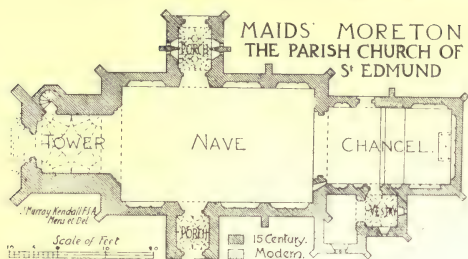 MAIDS' MORETON
THE PARISH CHURCH OF
St EDMUND
PORCH
TOWER
NAVE
CHANCEL.
VESTRY
PORCH
J. Murray Kendall F.S.A.
Mens et Del.
Scale of Feet
15 Century.
Modern.